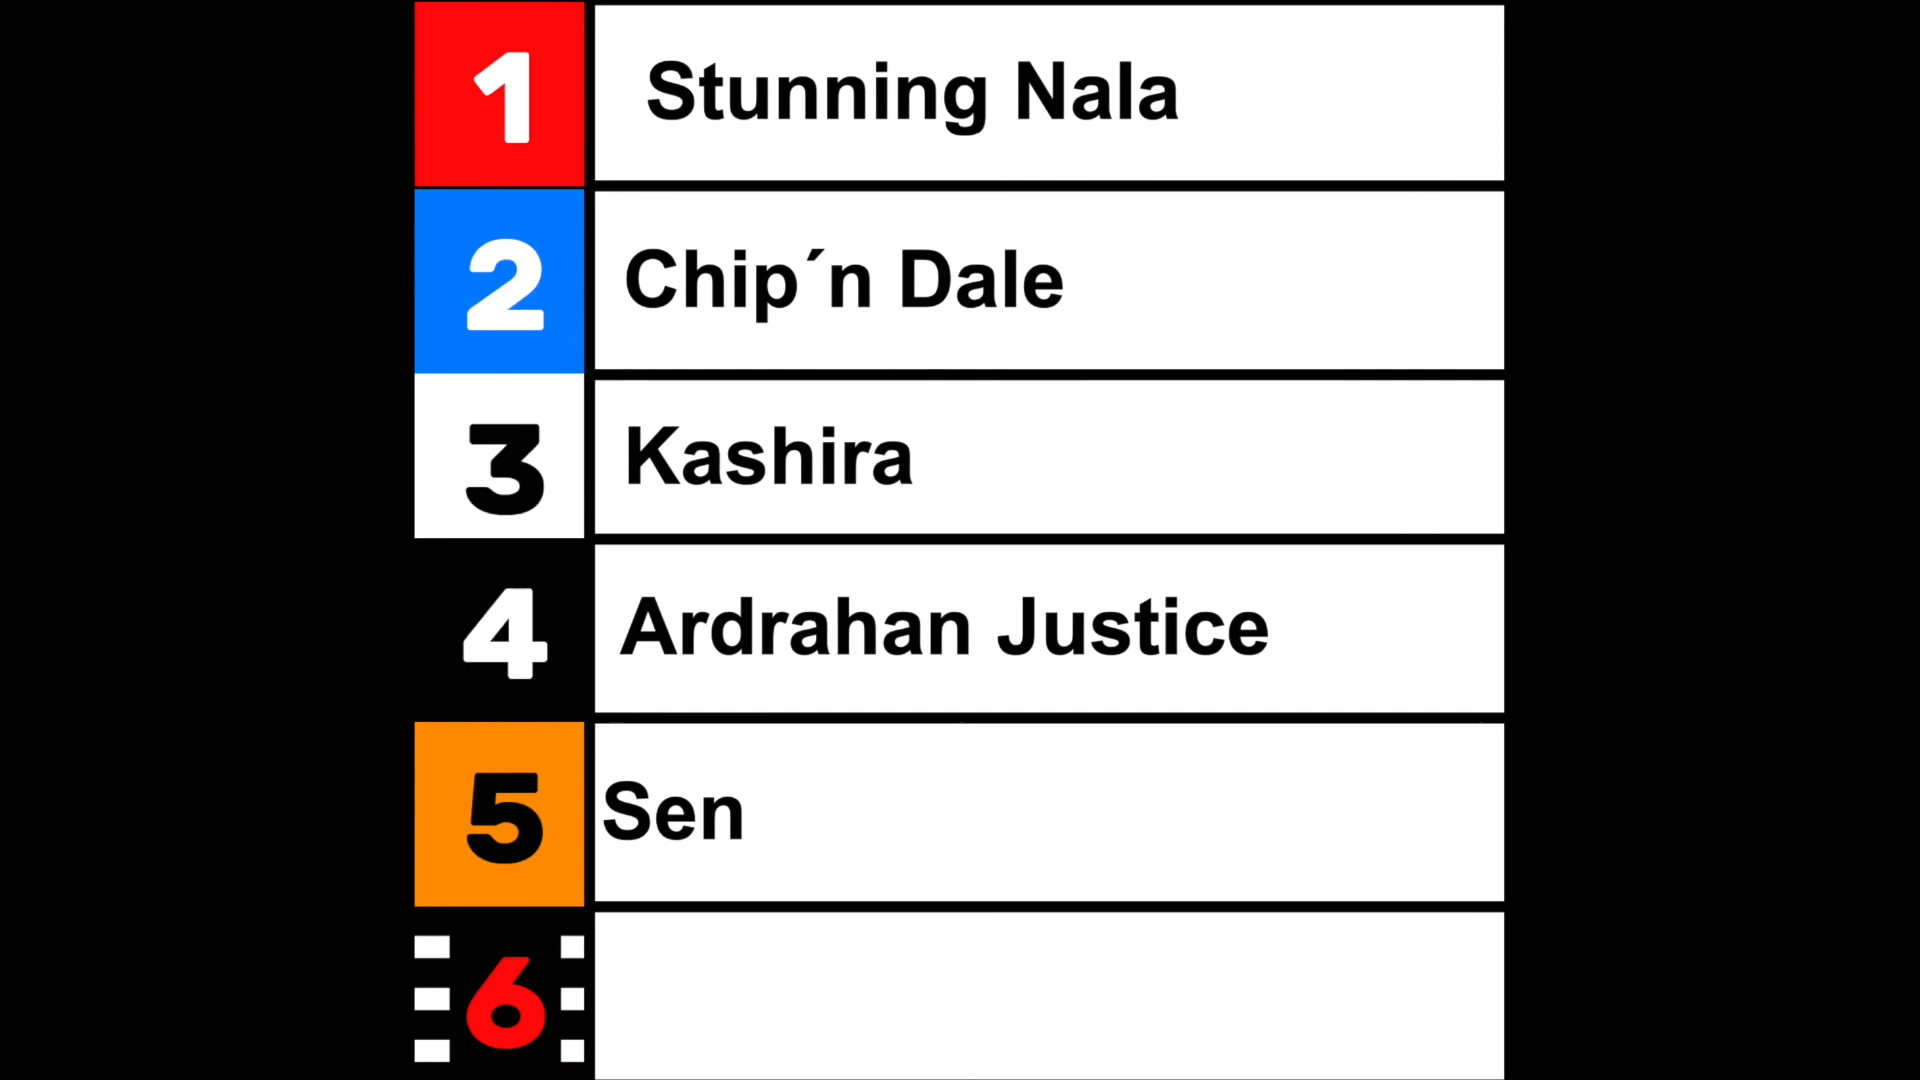 1 Stunning Nala
2 Chip´n Dale
3 Kashira
4 Ardrahan Justice
5 Sen
6